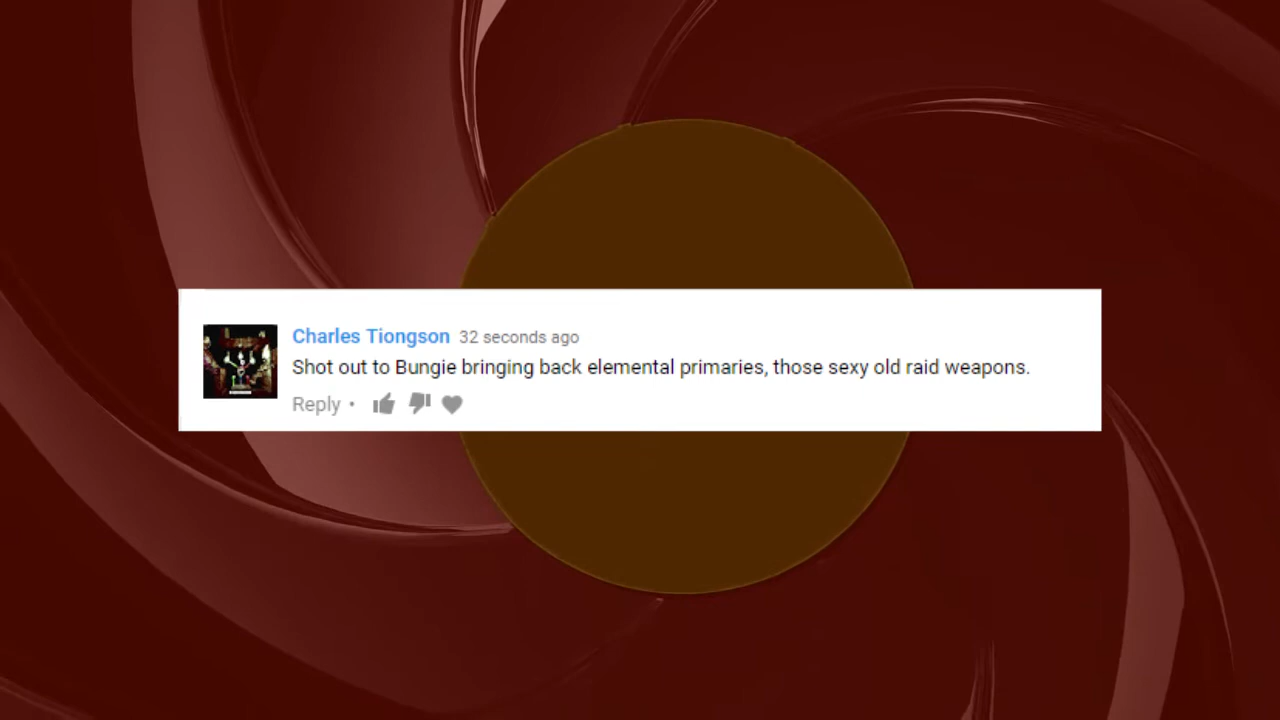 Charles Tiongson 32 seconds ago
Shot out to Bungie bringing back elemental primaries, those sexy old raid weapons.
Reply •